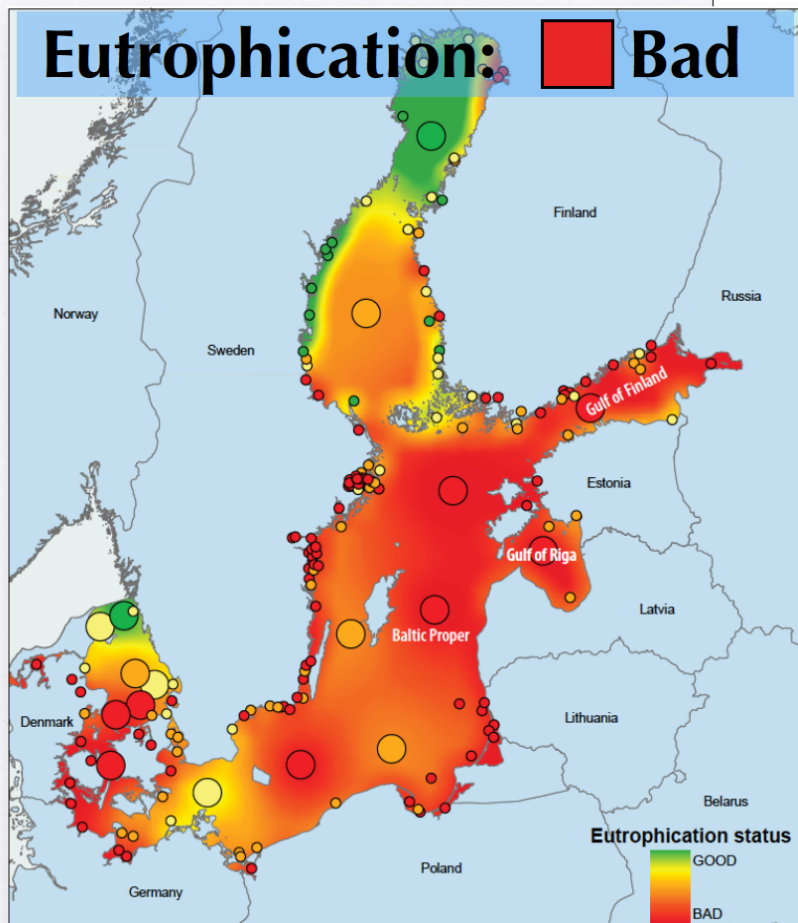 Eutrophication: Bad
Finland
Russia
Norway
Sweden
Gulf of Finland
Estonia
Gulf of Riga
Latvia
Baltic Proper
Denmark
Lithuania
Belarus
Eutrophication status
GOOD
Poland
Germany
BAD